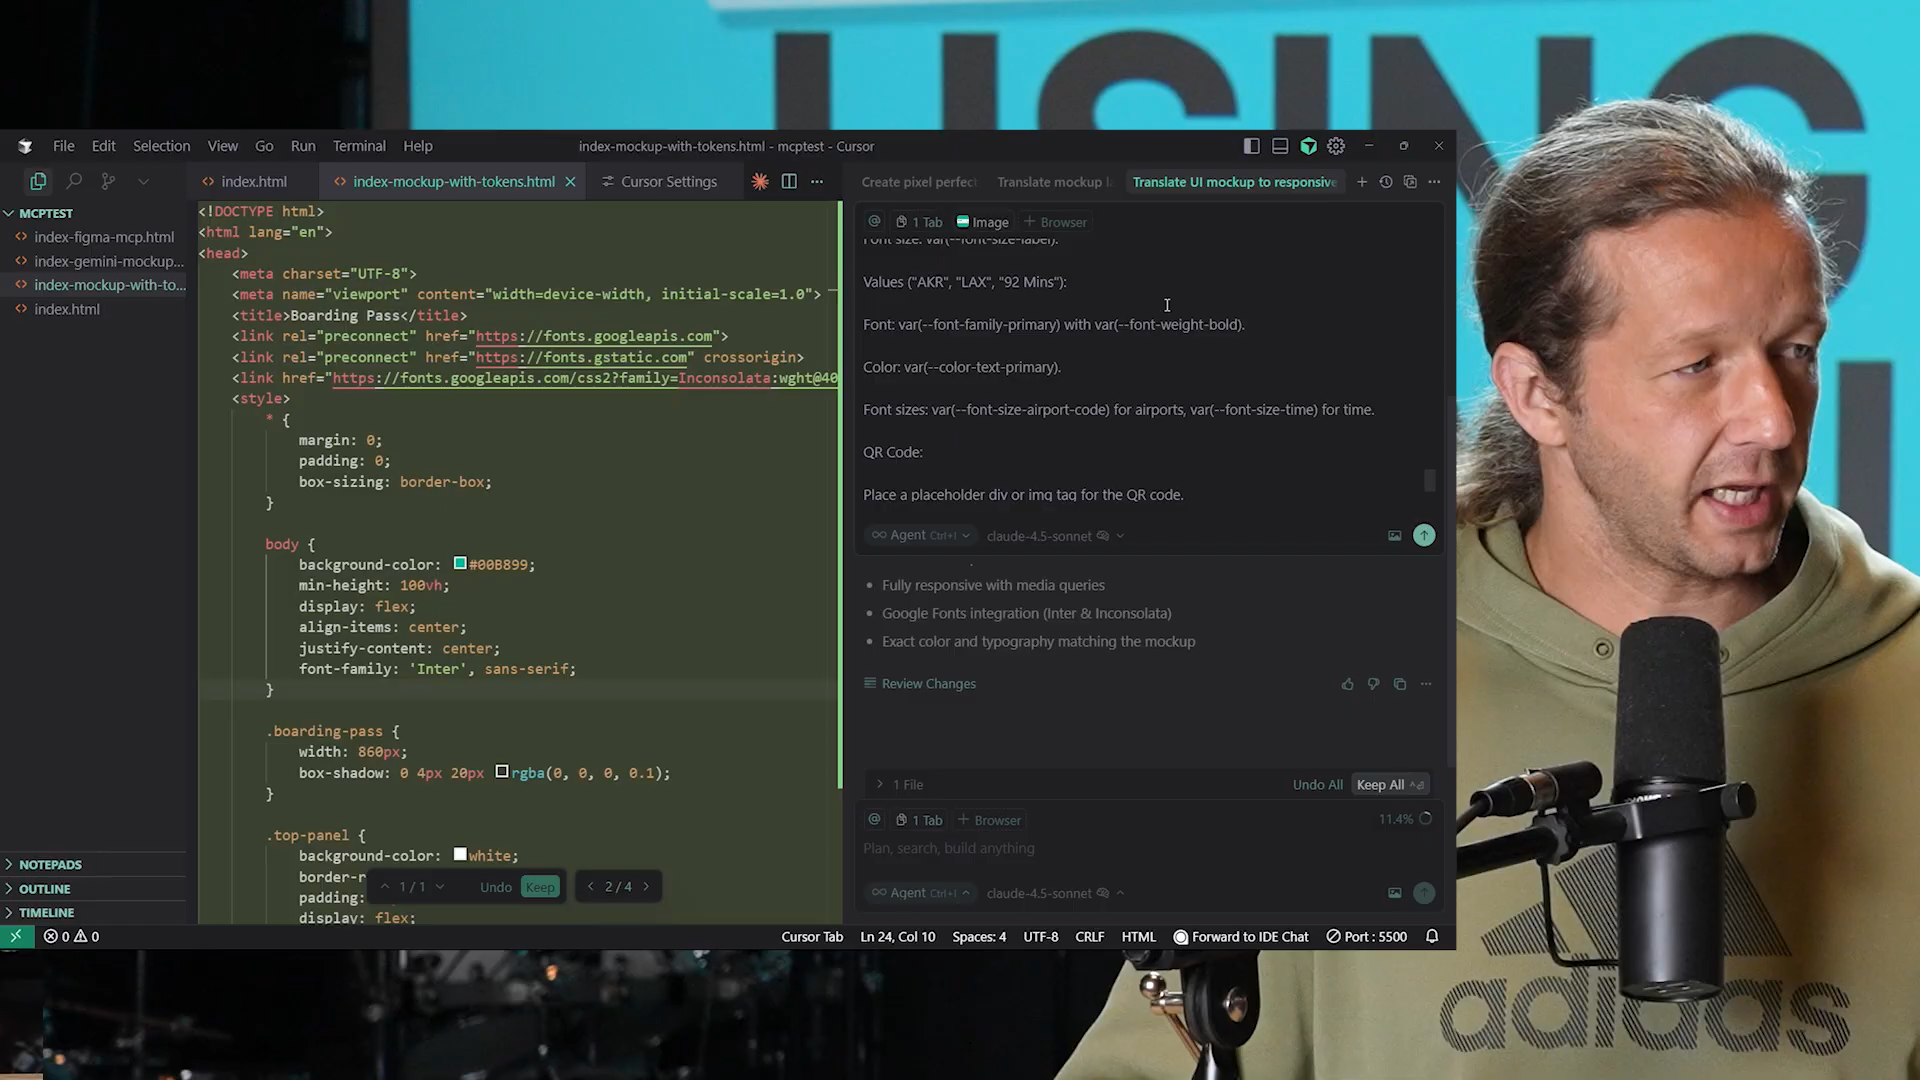 USING
File Edit Selection View Go Run Terminal Help
index-mockup-with-tokens.html - mcptest - Cursor
index.html
index-mockup-with-tokens.html
Cursor Settings
Create pixel perfec
Translate mockup
Translate UI mockup to responsive
MCPTEST
index-figma-mcp.html
index-gemini-mockup...
index-mockup-with-to...
index.html
NOTEPADS
OUTLINE
TIMELINE
<!DOCTYPE html>
<html lang="en">
<head>
<meta charset="UTF-8">
<meta name="viewport" content="width=device-width, initial-scale=1.0">
<title>Boarding Pass</title>
<link rel="preconnect" href="https://fonts.googleapis.com">
<link rel="preconnect" href="https://fonts.gstatic.com" crossorigin>
<link href="https://fonts.googleapis.com/css2?family=Inconsolata:wght@40
<style>
* {
margin: 0;
padding: 0;
box-sizing: border-box;
}
body {
background-color: #00B899;
min-height: 100vh;
display: flex;
align-items: center;
justify-content: center;
font-family: 'Inter', sans-serif;
}
.boarding-pass {
width: 860px;
box-shadow: 0 4px 20px rgba(0, 0, 0, 0.1);
}
.top-panel {
background-color: white;
border-r
padding:
display: flex;
1 / 1 Undo Keep
2 / 4
@ 1 Tab Image + Browser
Font size: var(--font-size-label).
Values ("AKR", "LAX", "92 Mins"):
Font: var(--font-family-primary) with var(--font-weight-bold).
Color: var(--color-text-primary).
Font sizes: var(--font-size-airport-code) for airports, var(--font-size-time) for time.
QR Code:
Place a placeholder div or img tag for the QR code.
Agent Ctrl+I claude-4.5-sonnet
Fully responsive with media queries
Google Fonts integration (Inter & Inconsolata)
Exact color and typography matching the mockup
Review Changes
1 File Undo All Keep All
@ 1 Tab + Browser 11.4%
Plan, search, build anything
Agent Ctrl+I claude-4.5-sonnet
0 0
Cursor Tab Ln 24, Col 10 Spaces: 4 UTF-8 CRLF HTML Forward to IDE Chat Port : 5500
adidas